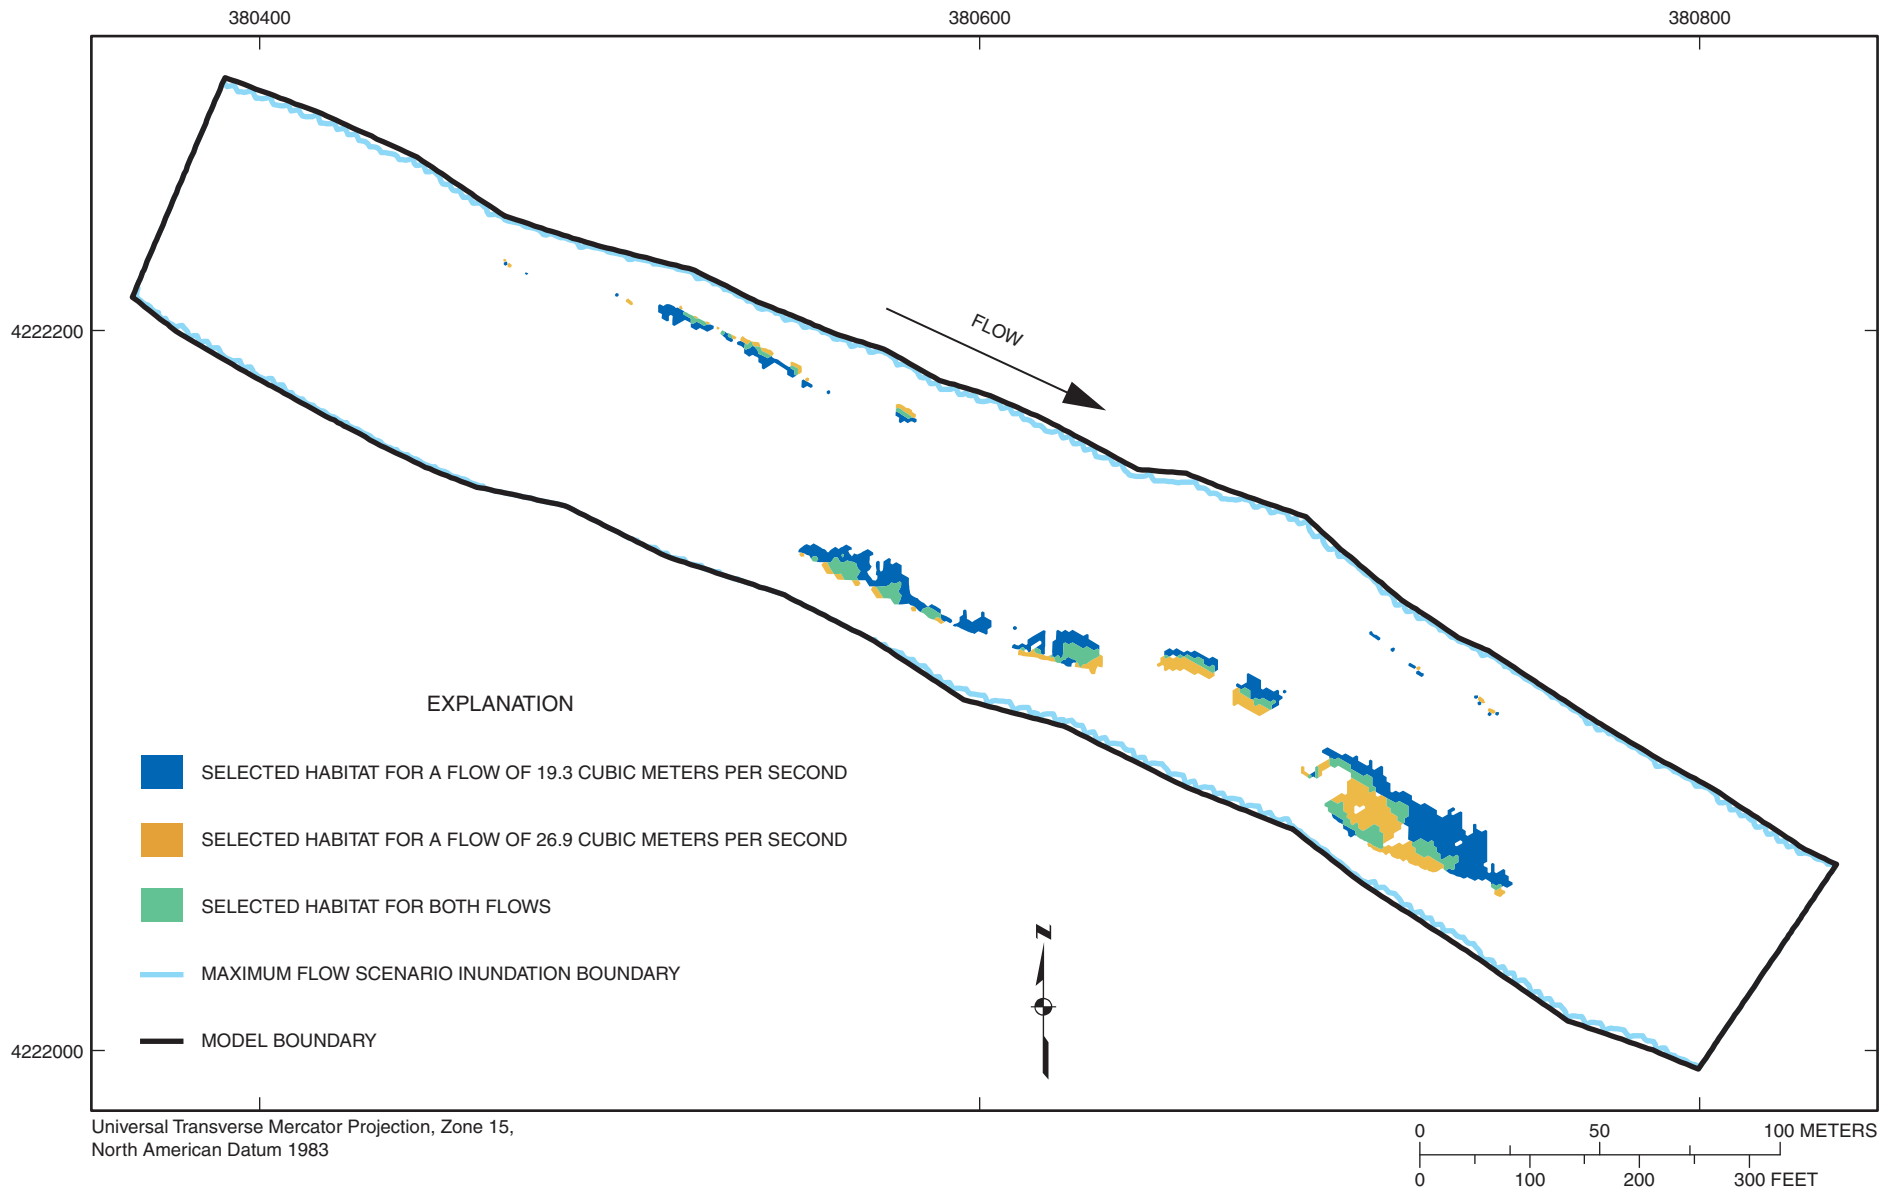 380400
380600
380800
4222200
FLOW
EXPLANATION
SELECTED HABITAT FOR A FLOW OF 19.3 CUBIC METERS PER SECOND
SELECTED HABITAT FOR A FLOW OF 26.9 CUBIC METERS PER SECOND
SELECTED HABITAT FOR BOTH FLOWS
MAXIMUM FLOW SCENARIO INUNDATION BOUNDARY
MODEL BOUNDARY
N
4222000
Universal Transverse Mercator Projection, Zone 15,
North American Datum 1983
0 50 100 METERS
0 100 200 300 FEET